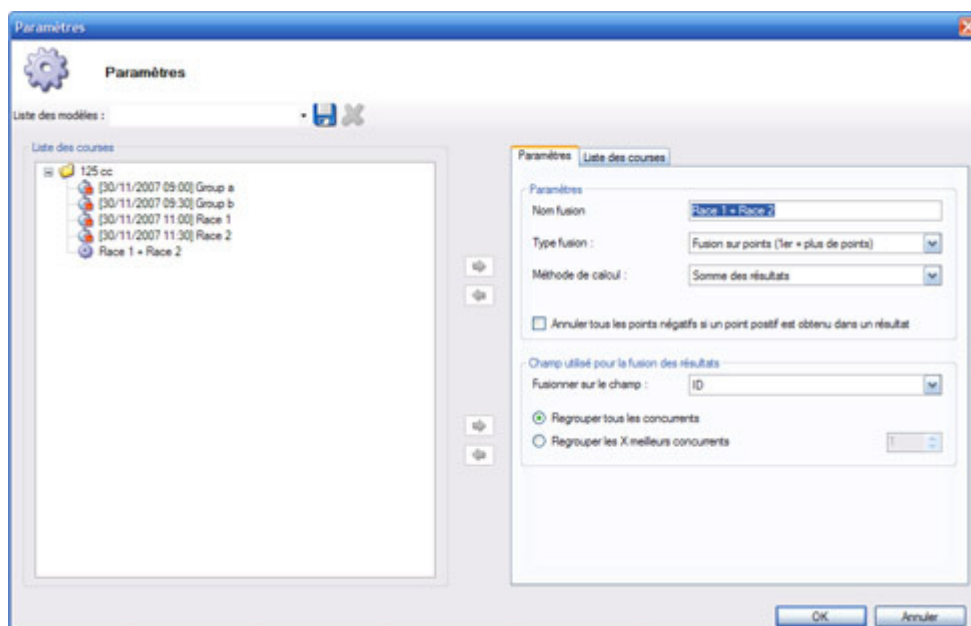 Paramètres
Paramètres
Liste des modèles :
Liste des courses
125 cc
[30/11/2007 09:00] Group a
[30/11/2007 09:30] Group b
[30/11/2007 11:00] Race 1
[30/11/2007 11:30] Race 2
Race 1 + Race 2
Paramètres
Liste des courses
Paramètres
Nom fusion
Race 1 + Race 2
Type fusion :
Fusion sur points (1er + plus de points)
Méthode de calcul :
Somme des résultats
Annuler tous les points négatifs si un point positif est obtenu dans un résultat
Champ utilisé pour la fusion des résultats
Fusionner sur le champ :
ID
Regrouper tous les concurrents
Regrouper les X meilleurs concurrents
1
OK
Annuler